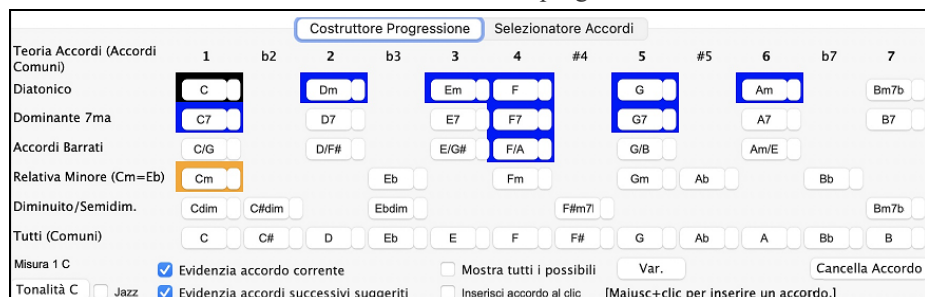 Costruttore Progressione Selezionatore Accordi
Teoria Accordi (Accordi Comuni) 1 b2 2 b3 3 4 #4 5 #5 6 b7 7
Diatonico C Dm Em F G Am Bm7b
Dominante 7ma C7 D7 E7 F7 G7 A7 B7
Accordi Barrati C/G D/F# E/G# F/A G/B Am/E
Relativa Minore (Cm=Eb) Cm Eb Fm Gm Ab Bb
Diminuito/Semidim. Cdim C#dim Ebdim F#m7 Bm7b
Tutti (Comuni) C C# D Eb E F F# G Ab A Bb B
Misura 1 C Evidenzia accordo corrente Mostra tutti i possibili Var. Cancella Accordo
Tonalità C Jazz Evidenzia accordi successivi suggeriti Inserisci accordo al clic [Maiusc+clic per inserire un accordo.]